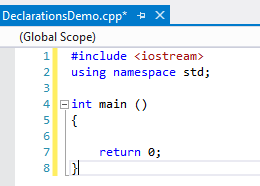 DeclarationsDemo.cpp*
(Global Scope)
1 #include <iostream>
2 using namespace std;
3
4 int main ()
5 {
6
7     return 0;
8 }